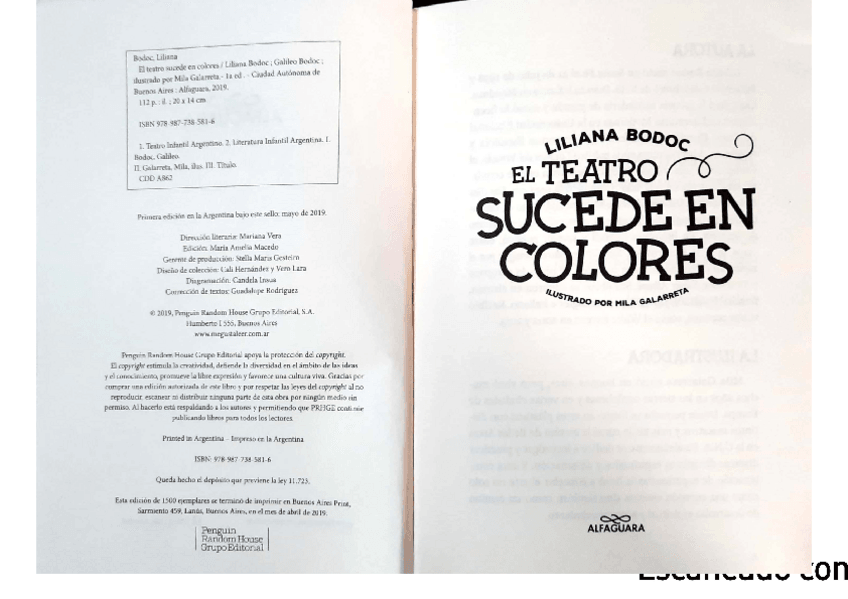 Bodoc, Liliana
El teatro sucede en colores / Liliana Bodoc ; Galileo Bodoc ;
ilustrado por Mila Galarreta - 1a ed . - Ciudad Autónoma de
Buenos Aires : Alfaguara, 2019.
112 p. : il. ; 20 x 14 cm.
ISBN 978-987-738-581-6
1. Teatro Infantil Argentino. 2. Literatura Infantil Argentina. I.
Bodoc, Galileo.
II. Galarreta, Mila, ilus. III. Título.
CDD A862
Primera edición en la Argentina bajo este sello: mayo de 2019.
Dirección literaria: Mariana Vera
Edición: María Amelia Macedo
Gerente de producción: Stella Maris Gesteiro
Diseño de colección: Cali Hernández y Vero Lara
Diagramación: Candela Insua
Corrección de textos: Guadalupe Rodríguez
© 2019, Penguin Random House Grupo Editorial, S.A.
Humberto I 555, Buenos Aires
www.megustaleer.com.ar
Penguin Random House Grupo Editorial apoya la protección del copyright.
El copyright estimula la creatividad, defiende la diversidad en el ámbito de las ideas
y el conocimiento, promueve la libre expresión y favorece una cultura viva. Gracias por
comprar una edición autorizada de este libro y por respetar las leyes del copyright al no
reproducir, escanear ni distribuir ninguna parte de esta obra por ningún medio sin
permiso. Al hacerlo está respaldando a los autores y permitiendo que PRHGE continúe
publicando libros para todos los lectores.
Printed in Argentina – Impreso en la Argentina
ISBN: 978-987-738-581-6
Queda hecho el depósito que previene la ley 11.723.
Esta edición de 1500 ejemplares se terminó de imprimir en Buenos Aires Print,
Sarmiento 459, Lanús, Buenos Aires, en el mes de abril de 2019.
Penguin
Random House
Grupo Editorial
LILIANA BODOC
EL TEATRO
SUCEDE EN
COLORES
ILUSTRADO POR MILA GALARRETA
ALFAGUARA
Escaneado con